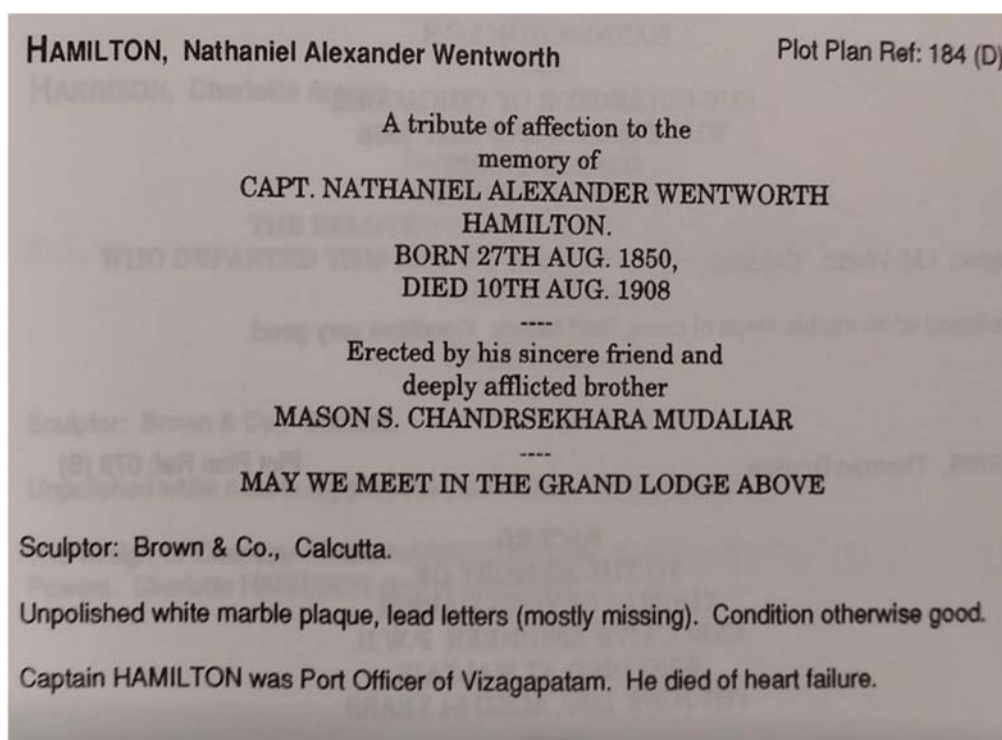 HAMILTON, Nathaniel Alexander Wentworth Plot Plan Ref: 184 (D)
A tribute of affection to the
memory of
CAPT. NATHANIEL ALEXANDER WENTWORTH
HAMILTON.
BORN 27TH AUG. 1850,
DIED 10TH AUG. 1908
----
Erected by his sincere friend and
deeply afflicted brother
MASON S. CHANDRSEKHARA MUDALIAR
----
MAY WE MEET IN THE GRAND LODGE ABOVE
Sculptor: Brown & Co., Calcutta.
Unpolished white marble plaque, lead letters (mostly missing). Condition otherwise good.
Captain HAMILTON was Port Officer of Vizagapatam. He died of heart failure.